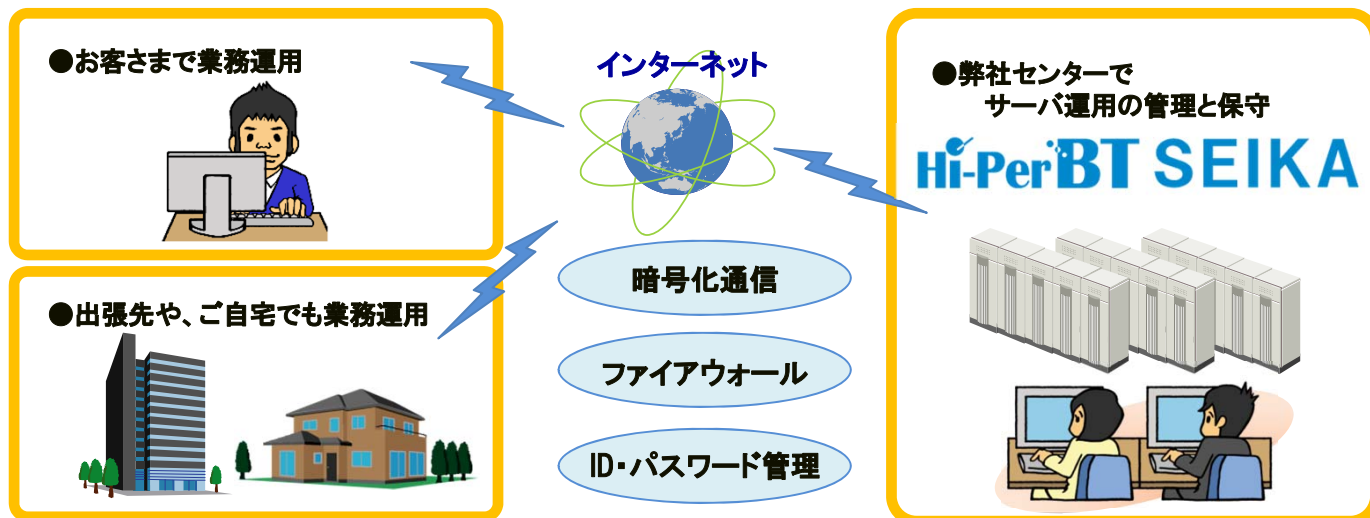 ●お客さまで業務運用
インターネット
●弊社センターで
サーバ運用の管理と保守
Hi-Per BT SEIKA
暗号化通信
●出張先や、ご自宅でも業務運用
ファイアウォール
ID・パスワード管理